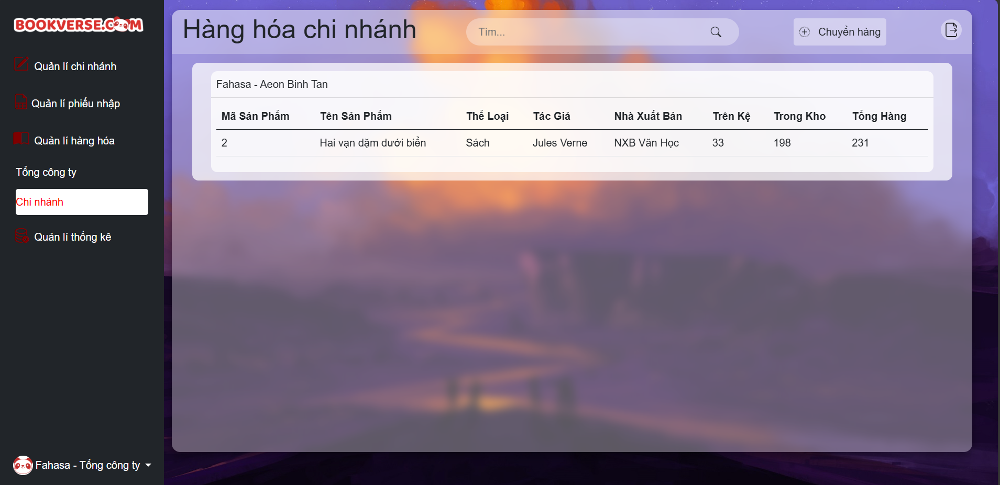 BOOKVERSE.COM
Quản lí chi nhánh
Quản lí phiếu nhập
Quản lí hàng hóa
Tổng công ty
Chi nhánh
Quản lí thống kê
Fahasa - Tổng công ty
Hàng hóa chi nhánh
Tìm...
Chuyển hàng
Fahasa - Aeon Binh Tan
Mã Sản Phẩm Tên Sản Phẩm Thể Loại Tác Giả Nhà Xuất Bản Trên Kệ Trong Kho Tổng Hàng
2 Hai vạn dặm dưới biển Sách Jules Verne NXB Văn Học 33 198 231